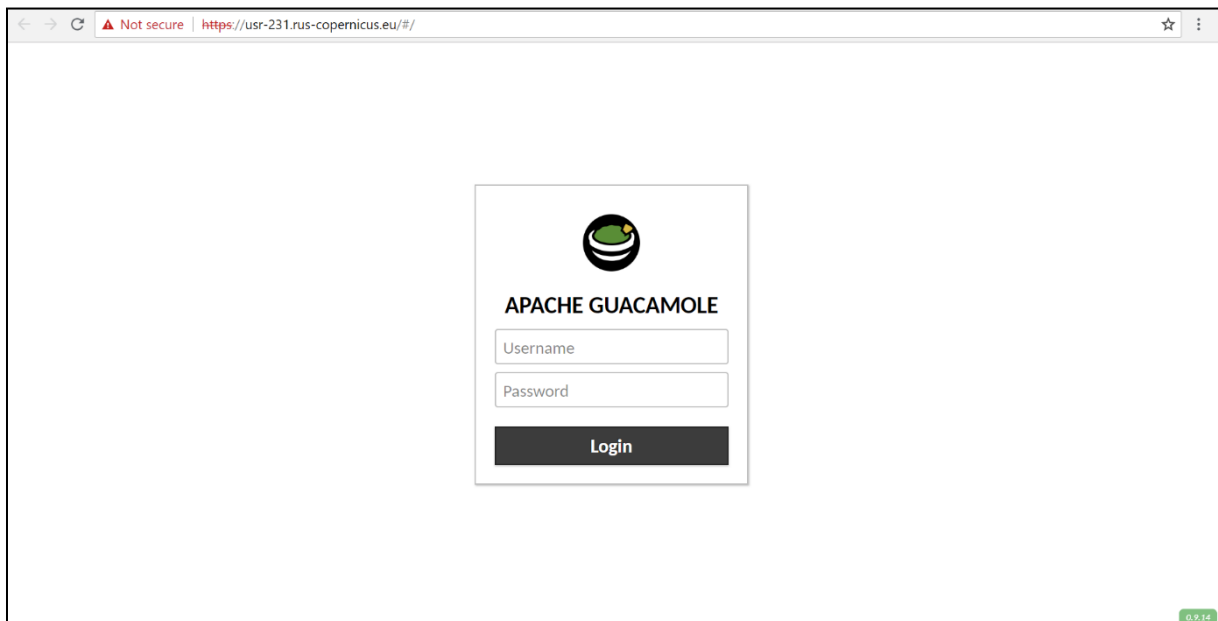 Not secure | https://usr-231.rus-copernicus.eu/#/
APACHE GUACAMOLE
Username
Password
Login
0.9.14